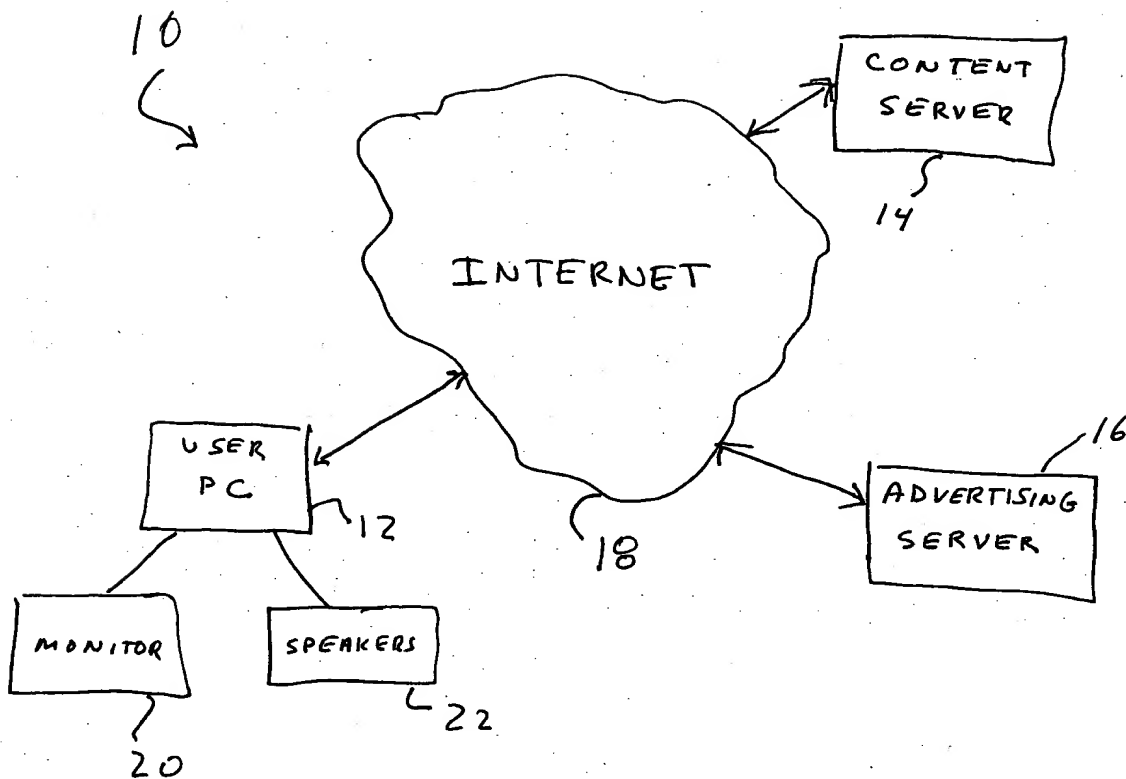 10
CONTENT
SERVER
14
INTERNET
USER
PC
12
18
16
ADVERTISING
SERVER
MONITOR
20
SPEAKERS
22